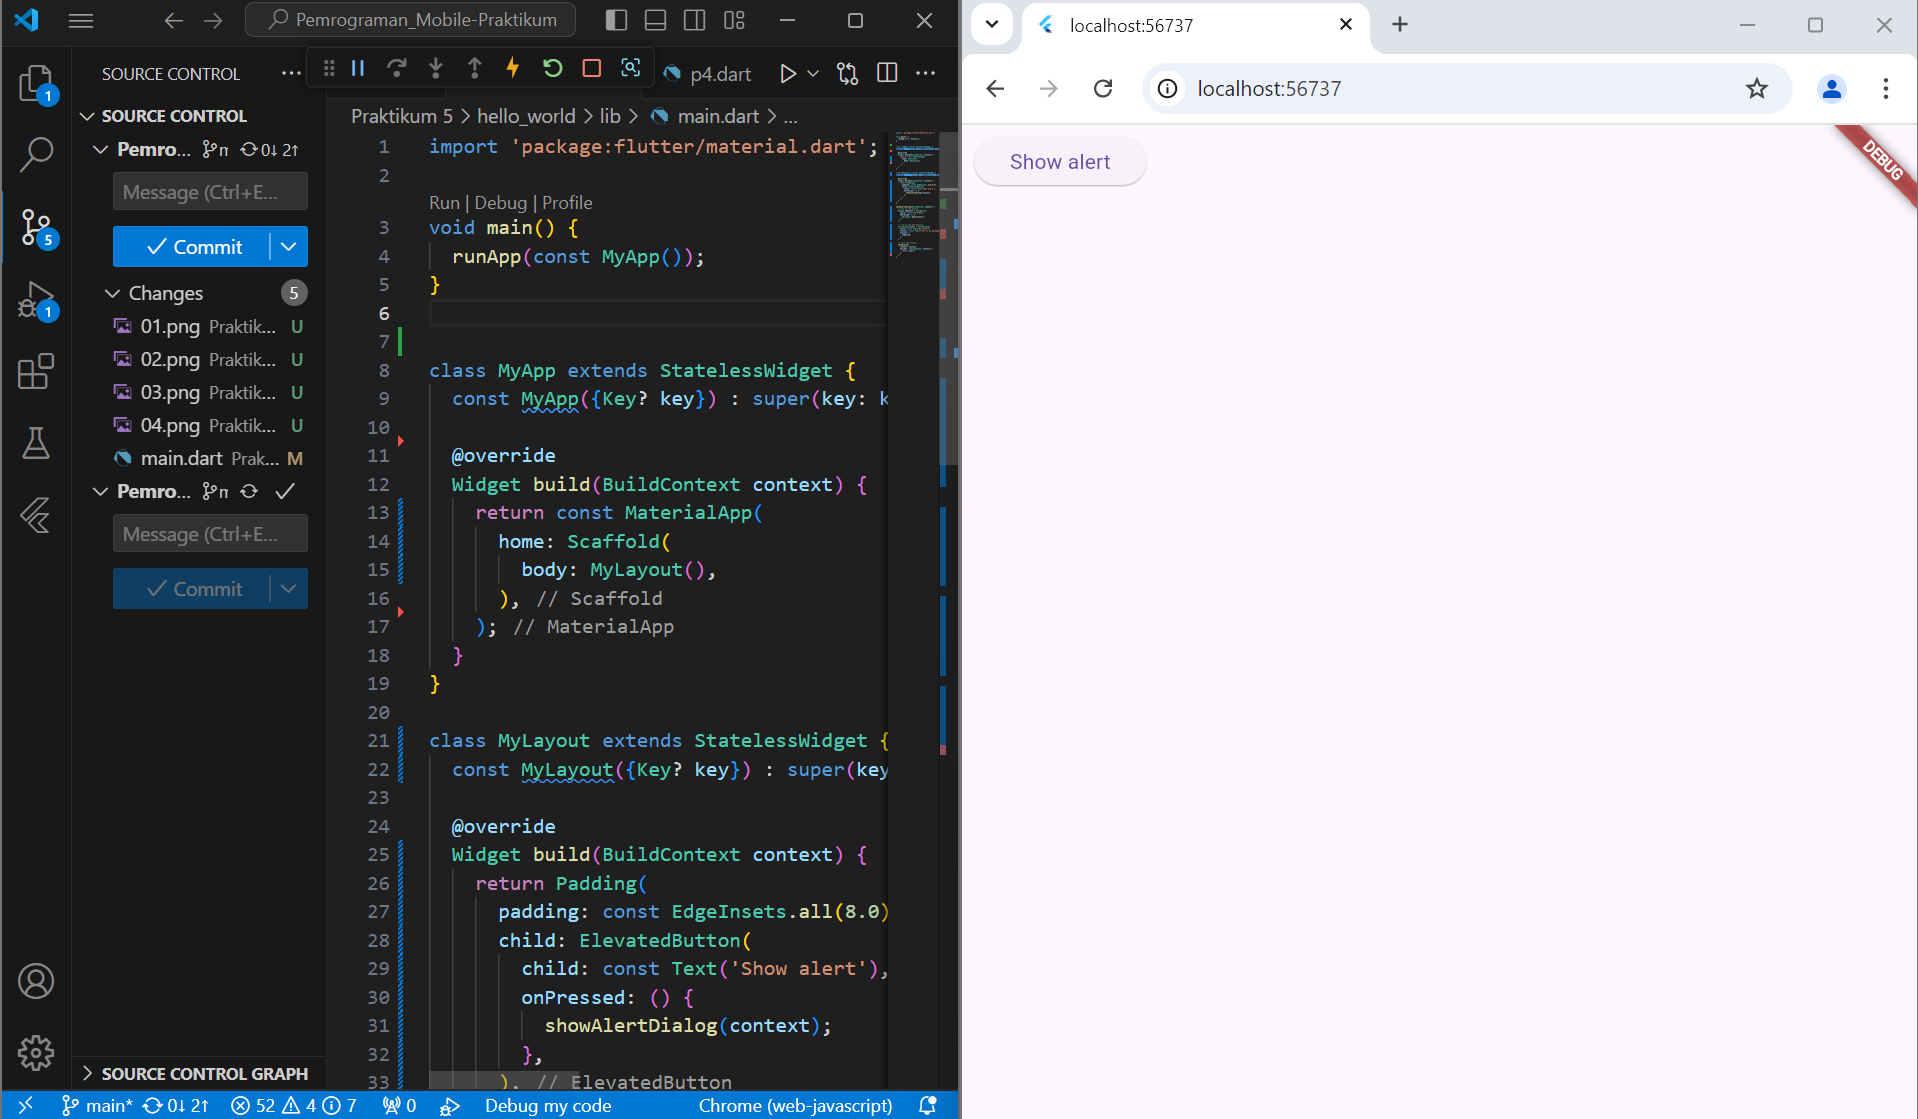 Pemrograman_Mobile-Praktikum
SOURCE CONTROL
p4.dart
1
SOURCE CONTROL
Pemro... 0↓ 2↑
Message (Ctrl+E...
5
Commit
1
Changes 5
01.png Praktik... U
02.png Praktik... U
03.png Praktik... U
04.png Praktik... U
main.dart Prak... M
Pemro...
Message (Ctrl+E...
Commit
SOURCE CONTROL GRAPH
Praktikum 5 > hello_world > lib > main.dart > ...
1 import 'package:flutter/material.dart';
2
Run | Debug | Profile
3 void main() {
4 runApp(const MyApp());
5 }
6
7
8 class MyApp extends StatelessWidget {
9 const MyApp({Key? key}) : super(key: k
10
11 @override
12 Widget build(BuildContext context) {
13 return const MaterialApp(
14 home: Scaffold(
15 body: MyLayout(),
16 ), // Scaffold
17 ); // MaterialApp
18 }
19 }
20
21 class MyLayout extends StatelessWidget {
22 const MyLayout({Key? key}) : super(key
23
24 @override
25 Widget build(BuildContext context) {
26 return Padding(
27 padding: const EdgeInsets.all(8.0)
28 child: ElevatedButton(
29 child: const Text('Show alert'),
30 onPressed: () {
31 showAlertDialog(context);
32 },
33 ), // ElevatedButton
main* 0↓ 2↑ 52 4 7 0 Debug my code Chrome (web-javascript)
localhost:56737
localhost:56737
Show alert
DEBUG